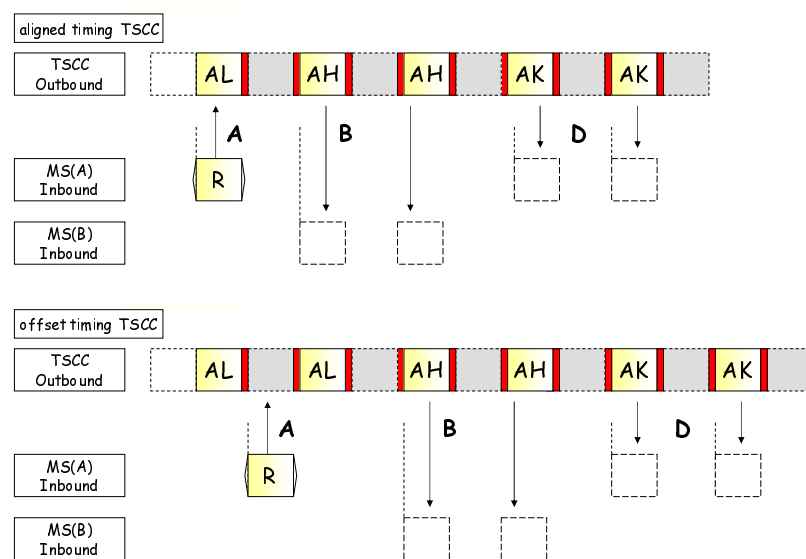 aligned timing TSCC
TSCC
Outbound
AL AH AH AK AK
A B D
MS(A)
Inbound
R
MS(B)
Inbound
offset timing TSCC
TSCC
Outbound
AL AL AH AH AK AK
A B D
MS(A)
Inbound
R
MS(B)
Inbound